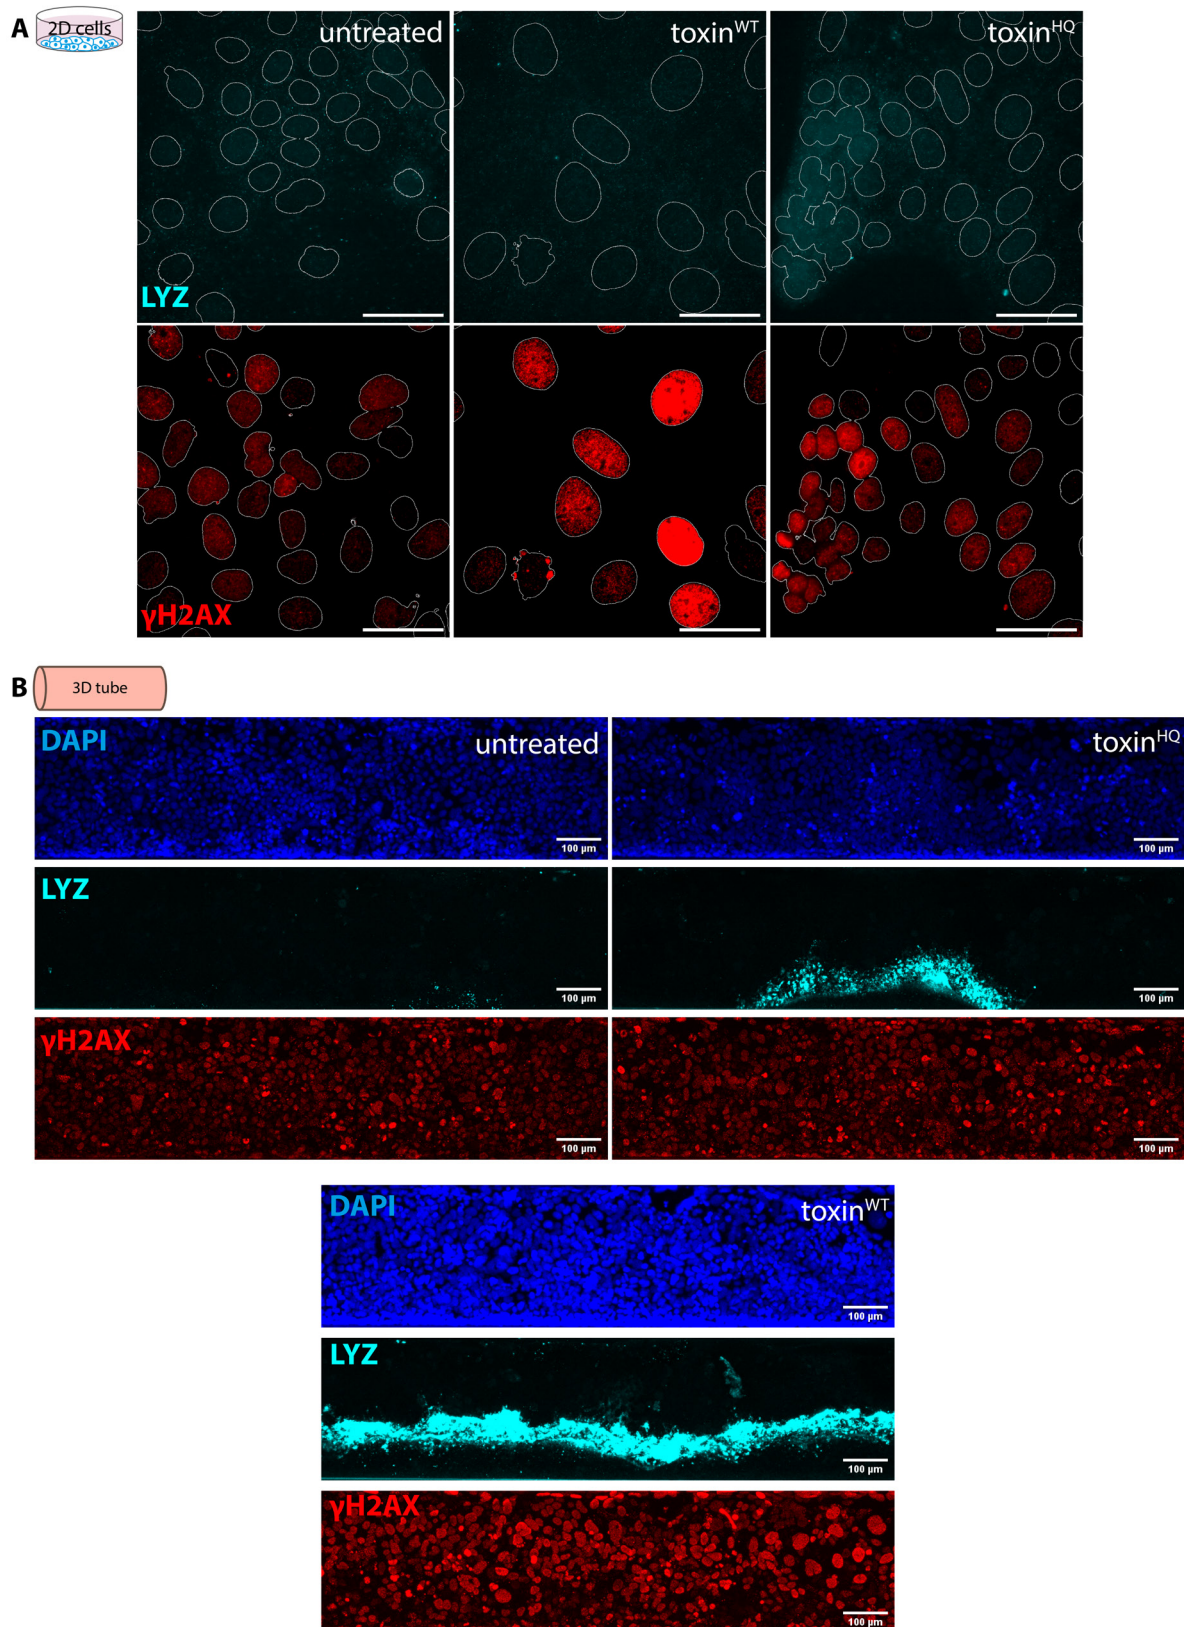 A
2D cells
untreated
toxinWT
toxinHQ
LYZ
γH2AX
B
3D tube
DAPI
untreated
toxinHQ
100 µm
100 µm
LYZ
100 µm
100 µm
γH2AX
100 µm
100 µm
DAPI
toxinWT
100 µm
LYZ
100 µm
γH2AX
100 µm